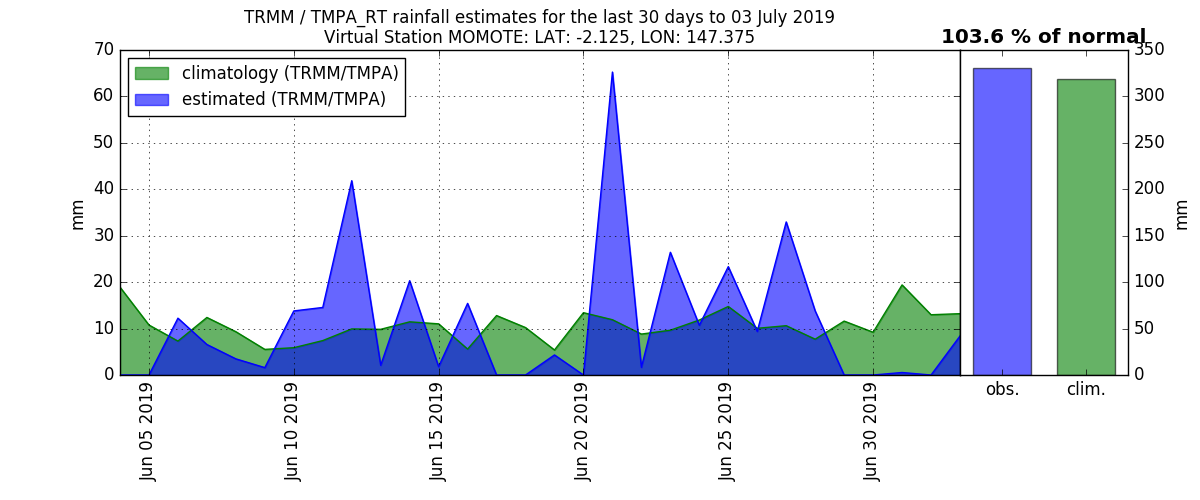 TRMM / TMPA_RT rainfall estimates for the last 30 days to 03 July 2019
Virtual Station MOMOTE: LAT: -2.125, LON: 147.375
103.6 % of normal
climatology (TRMM/TMPA)
estimated (TRMM/TMPA)
70
60
50
40
30
20
10
0
mm
Jun 05 2019
Jun 10 2019
Jun 15 2019
Jun 20 2019
Jun 25 2019
Jun 30 2019
obs.
clim.
350
300
250
200
150
100
50
0
mm